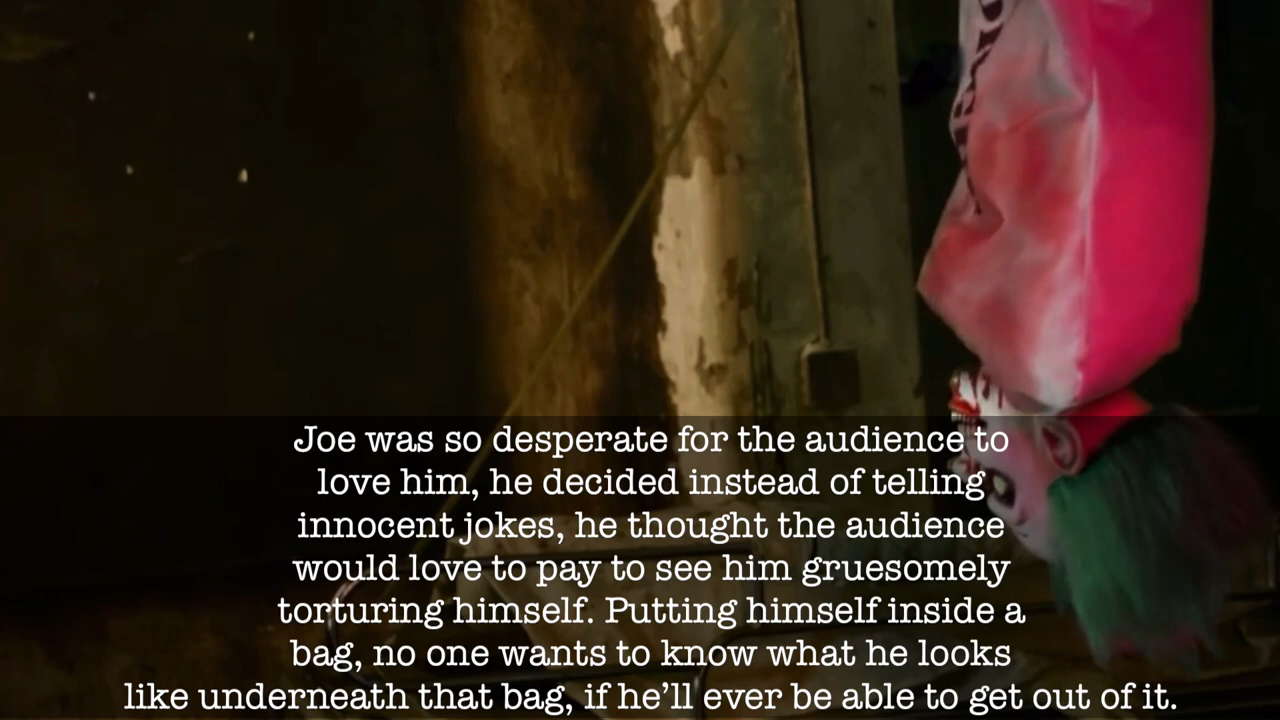 Joe was so desperate for the audience to
love him, he decided instead of telling
innocent jokes, he thought the audience
would love to pay to see him gruesomely
torturing himself. Putting himself inside a
bag, no one wants to know what he looks
like underneath that bag, if he’ll ever be able to get out of it.